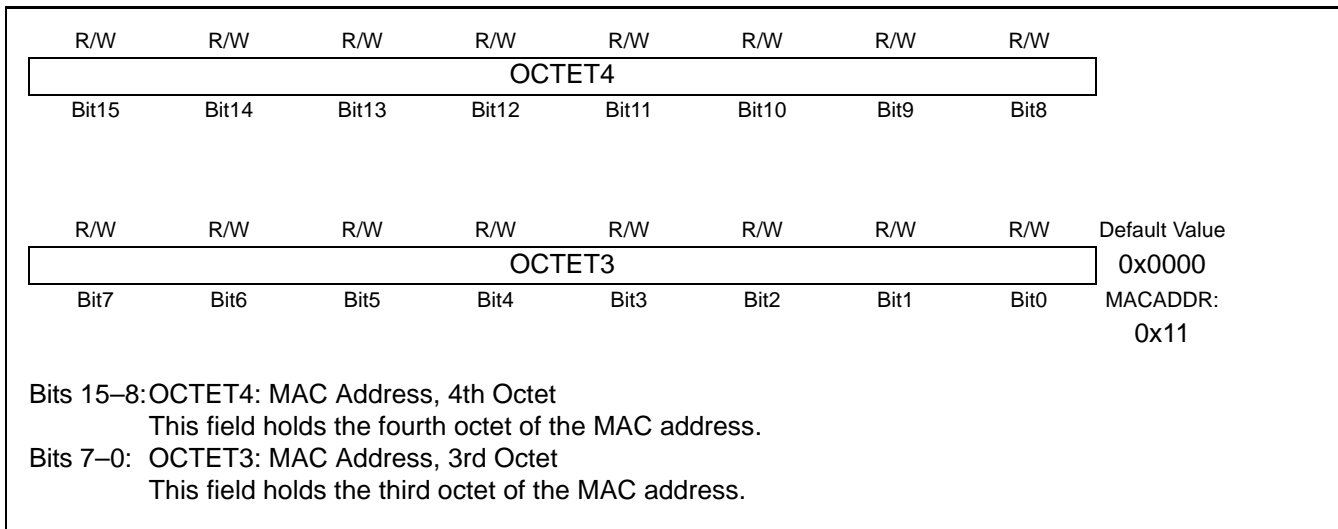 R/W R/W R/W R/W R/W R/W R/W R/W
OCTET4
Bit15 Bit14 Bit13 Bit12 Bit11 Bit10 Bit9 Bit8
R/W R/W R/W R/W R/W R/W R/W R/W Default Value
OCTET3 0x0000
Bit7 Bit6 Bit5 Bit4 Bit3 Bit2 Bit1 Bit0 MACADDR:
0x11
Bits 15–8: OCTET4: MAC Address, 4th Octet
This field holds the fourth octet of the MAC address.
Bits 7–0: OCTET3: MAC Address, 3rd Octet
This field holds the third octet of the MAC address.